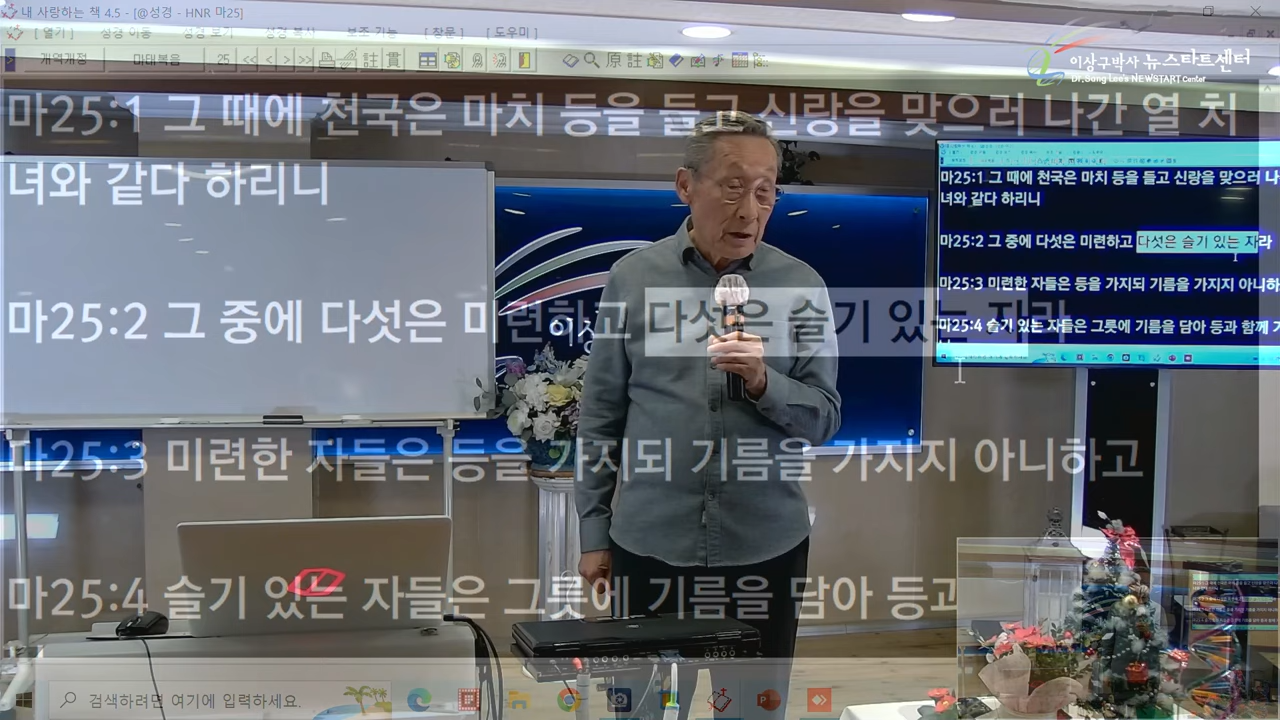 내 사랑하는 책 4.5 - [@성경 - HNR 마25]
[ 열기 ] 성경 이동 성경 보기 성경 복사 보조 기능 [ 창문 ] [ 도우미 ]
개역개정 마태복음 25 << < > >> 註 貫 原 註
이상구박사 뉴스타트센터
Dr.Sang Lee's NEWSTART Center
마25:1 그 때에 천국은 마치 등을 들고 신랑을 맞으러 나간 열 처
녀와 같다 하리니
마25:2 그 중에 다섯은 미련하고 다섯은 슬기 있는 자라
마25:3 미련한 자들은 등을 가지되 기름을 가지지 아니하고
마25:4 슬기 있는 자들은 그릇에 기름을 담아 등과
마25:1 그 때에 천국은 마치 등을 들고 신랑을 맞으러 나
녀와 같다 하리니
마25:2 그 중에 다섯은 미련하고 다섯은 슬기 있는 자라
마25:3 미련한 자들은 등을 가지되 기름을 가지지 아니하
마25:4 슬기 있는 자들은 그릇에 기름을 담아 등과 함께
이상
검색하려면 여기에 입력하세요.